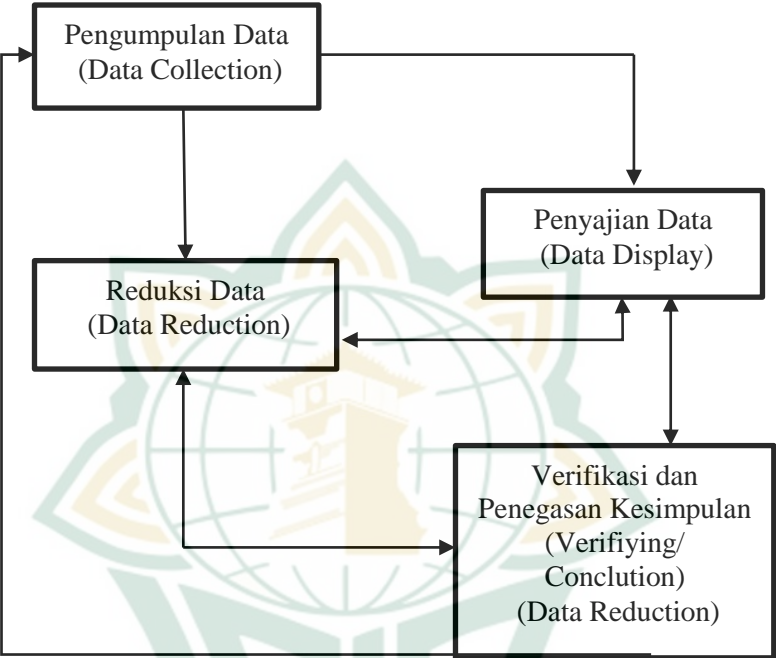 Pengumpulan Data
(Data Collection)
Penyajian Data
(Data Display)
Reduksi Data
(Data Reduction)
Verifikasi dan
Penegasan Kesimpulan
(Verifiying/
Conclution)
(Data Reduction)